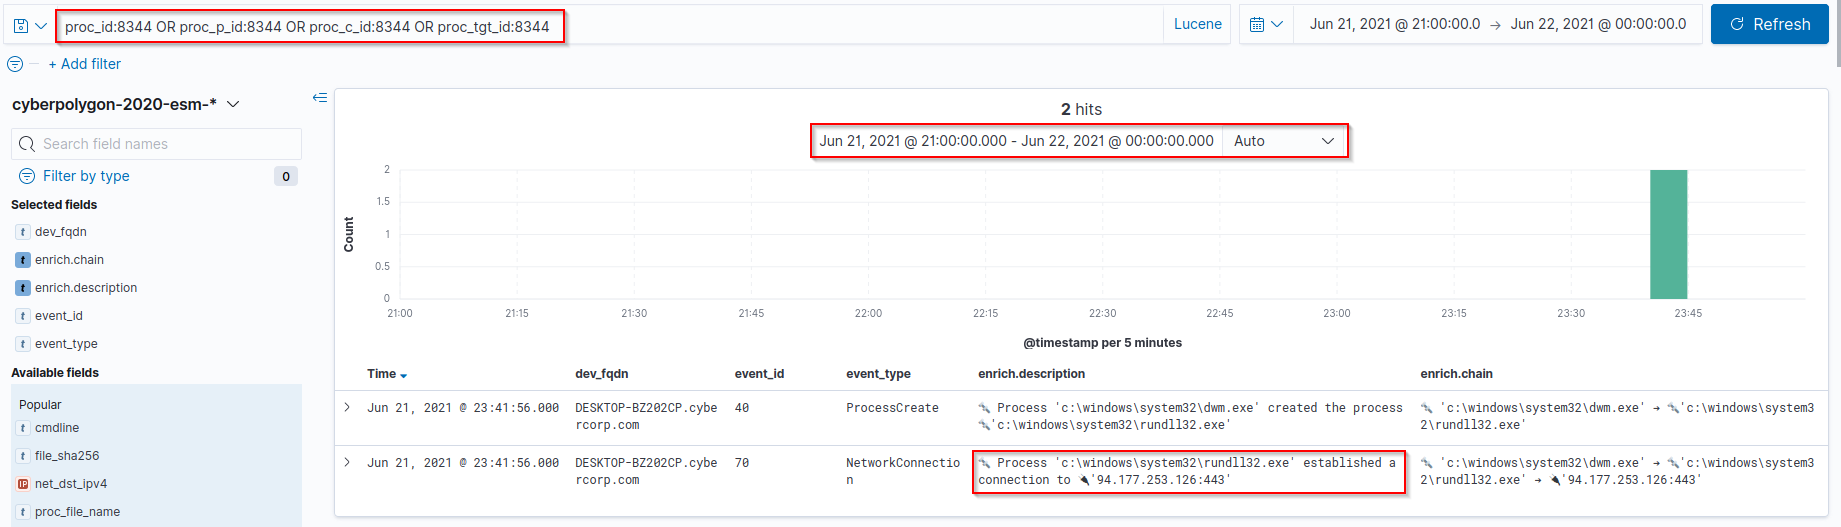 proc_id:8344 OR proc_p_id:8344 OR proc_c_id:8344 OR proc_tgt_id:8344
Lucene
Jun 21, 2021 @ 21:00:00.0 → Jun 22, 2021 @ 00:00:00.0
Refresh
+ Add filter
cyberpolygon-2020-esm-*
Search field names
Filter by type 0
Selected fields
t dev_fqdn
t enrich.chain
t enrich.description
t event_id
t event_type
Available fields
Popular
t cmdline
t file_sha256
IP net_dst_ipv4
t proc_file_name
2 hits
Jun 21, 2021 @ 21:00:00.000 - Jun 22, 2021 @ 00:00:00.000 Auto
Count
2
1.5
1
0.5
0
21:00 21:15 21:30 21:45 22:00 22:15 22:30 22:45 23:00 23:15 23:30 23:45
@timestamp per 5 minutes
Time dev_fqdn event_id event_type enrich.description enrich.chain
Jun 21, 2021 @ 23:41:56.000 DESKTOP-BZ202CP.cybe 40 ProcessCreate Process 'c:\windows\system32\dwm.exe' created the process 'c:\windows\system32\dwm.exe' → 'c:\windows\system3
rcorp.com 'c:\windows\system32\rundll32.exe' 2\rundll32.exe'
Jun 21, 2021 @ 23:41:56.000 DESKTOP-BZ202CP.cybe 70 NetworkConnectio Process 'c:\windows\system32\rundll32.exe' established a 'c:\windows\system32\dwm.exe' → 'c:\windows\system3
rcorp.com n connection to '94.177.253.126:443' 2\rundll32.exe' → '94.177.253.126:443'